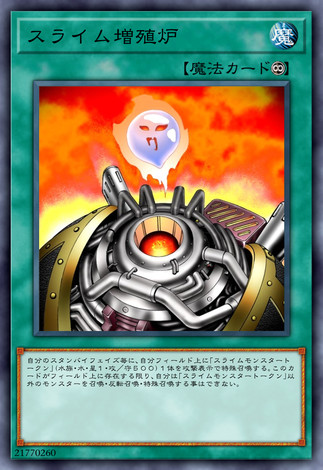 スライム増殖炉
魔
【魔法カード♾】
自分のスタンバイフェイズ毎に、自分フィールド上に「スライムモンスタートー
クン」(水族・水・星１・攻／守５００)１体を攻撃表示で特殊召喚する。このカ
ードがフィールド上に存在する限り、自分は「スライムモンスタートークン」以
外のモンスターを召喚・反転召喚・特殊召喚する事はできない。
21770260